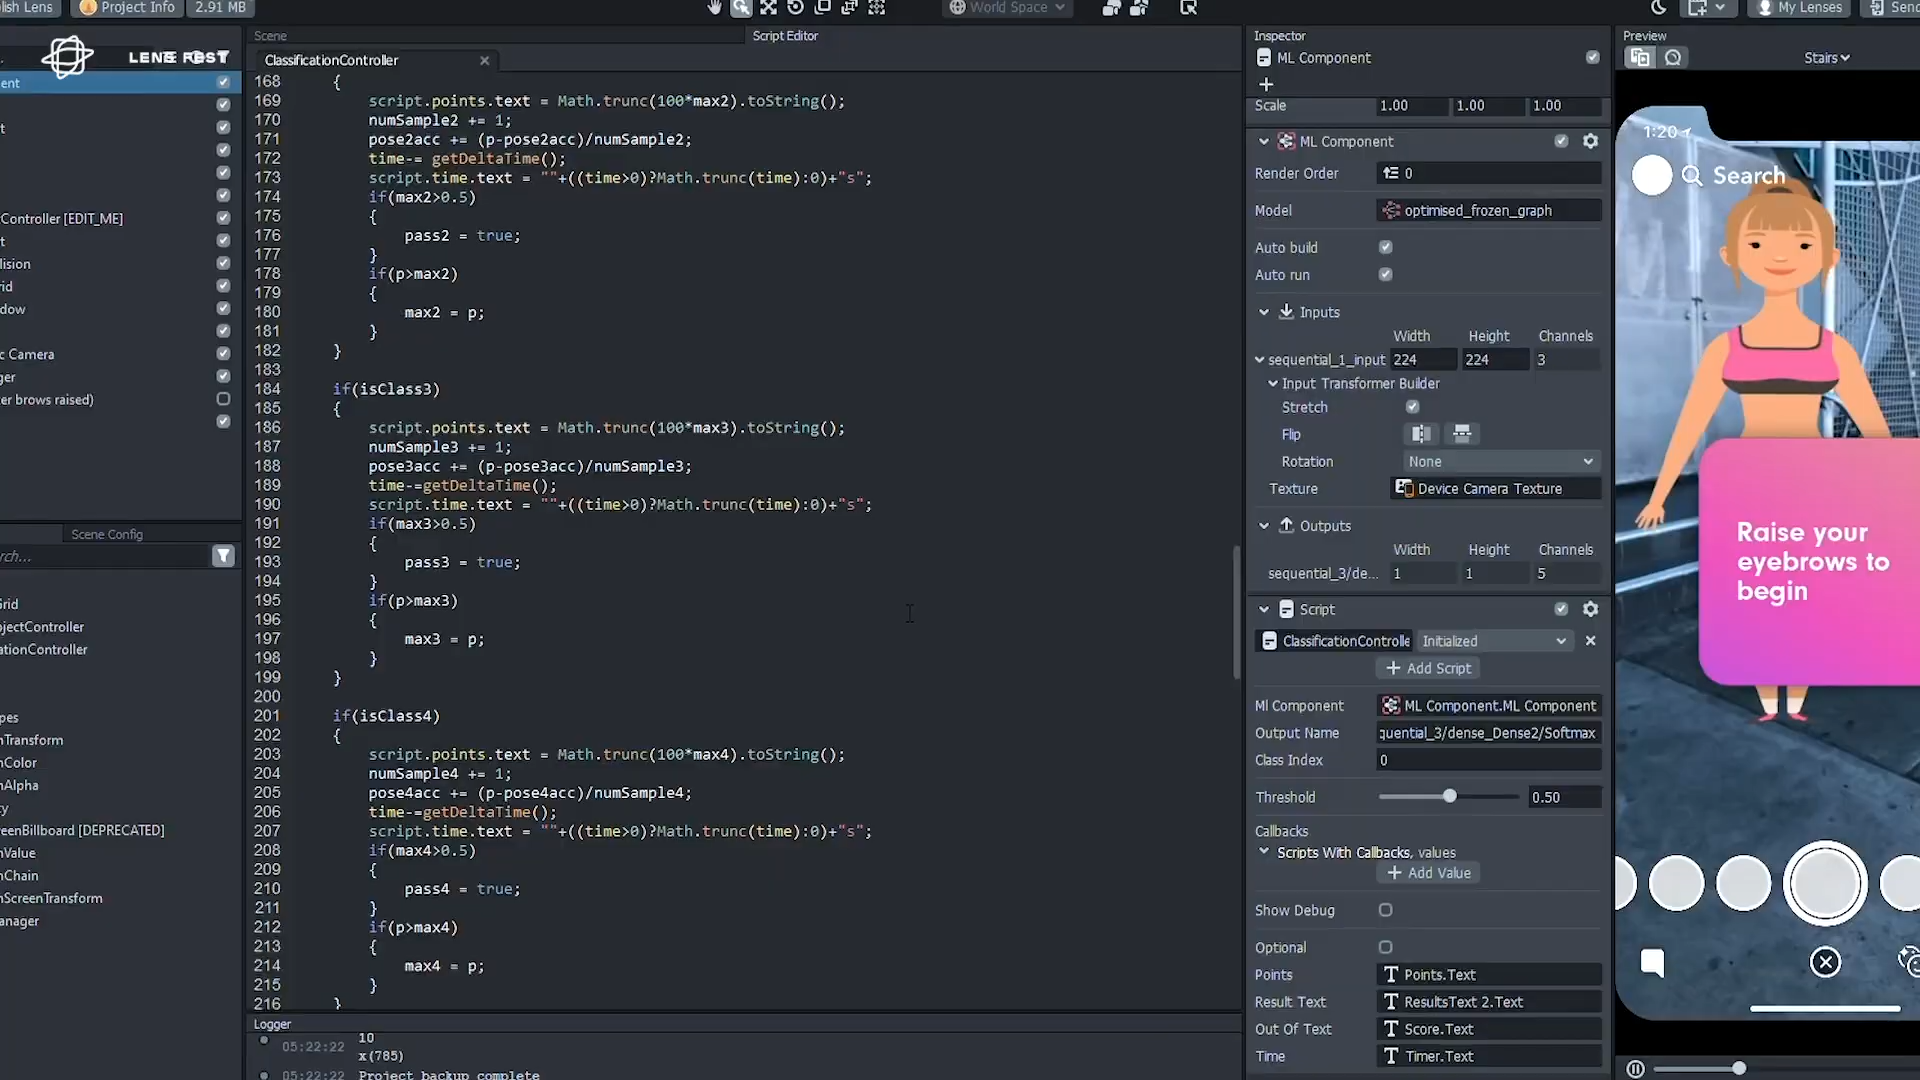 lish Lens
Project Info
2.91 MB
World Space
My Lenses
Send
LENS FEST
ent
t
Controller [EDIT_ME]
t
lision
rid
dow
c Camera
ger
er brows raised)
Scene Config
rch...
Grid
jectController
ationController
pes
nTransform
nColor
nAlpha
ty
eenBillboard [DEPRECATED]
nValue
nChain
nScreenTransform
anager
Scene
Script Editor
ClassificationController
168 {
169 script.points.text = Math.trunc(100*max2).toString();
170 numSample2 += 1;
171 pose2acc += (p-pose2acc)/numSample2;
172 time-= getDeltaTime();
173 script.time.text = ""+((time>0)?Math.trunc(time):0)+"s";
174 if(max2>0.5)
175 {
176 pass2 = true;
177 }
178 if(p>max2)
179 {
180 max2 = p;
181 }
182 }
183
184 if(isClass3)
185 {
186 script.points.text = Math.trunc(100*max3).toString();
187 numSample3 += 1;
188 pose3acc += (p-pose3acc)/numSample3;
189 time-=getDeltaTime();
190 script.time.text = ""+((time>0)?Math.trunc(time):0)+"s";
191 if(max3>0.5)
192 {
193 pass3 = true;
194 }
195 if(p>max3)
196 {
197 max3 = p;
198 }
199 }
200
201 if(isClass4)
202 {
203 script.points.text = Math.trunc(100*max4).toString();
204 numSample4 += 1;
205 pose4acc += (p-pose4acc)/numSample4;
206 time-=getDeltaTime();
207 script.time.text = ""+((time>0)?Math.trunc(time):0)+"s";
208 if(max4>0.5)
209 {
210 pass4 = true;
211 }
212 if(p>max4)
213 {
214 max4 = p;
215 }
216 }
Logger
10
05:22:22
x(785)
05:22:22 Project backup complete
Inspector
ML Component
Scale 1.00 1.00 1.00
ML Component
Render Order 0
Model optimised_frozen_graph
Auto build
Auto run
Inputs
Width Height Channels
sequential_1_input 224 224 3
Input Transformer Builder
Stretch
Flip
Rotation None
Texture Device Camera Texture
Outputs
Width Height Channels
sequential_3/de... 1 1 5
Script
ClassificationControlle Initialized
Add Script
Ml Component ML Component.ML Component
Output Name quential_3/dense_Dense2/Softmax
Class Index 0
Threshold 0.50
Callbacks
Scripts With Callbacks, values
Add Value
Show Debug
Optional
Points Points.Text
Result Text ResultsText 2.Text
Out Of Text Score.Text
Time Timer.Text
Preview
Stairs
1:20
Search
Raise your
eyebrows to
begin